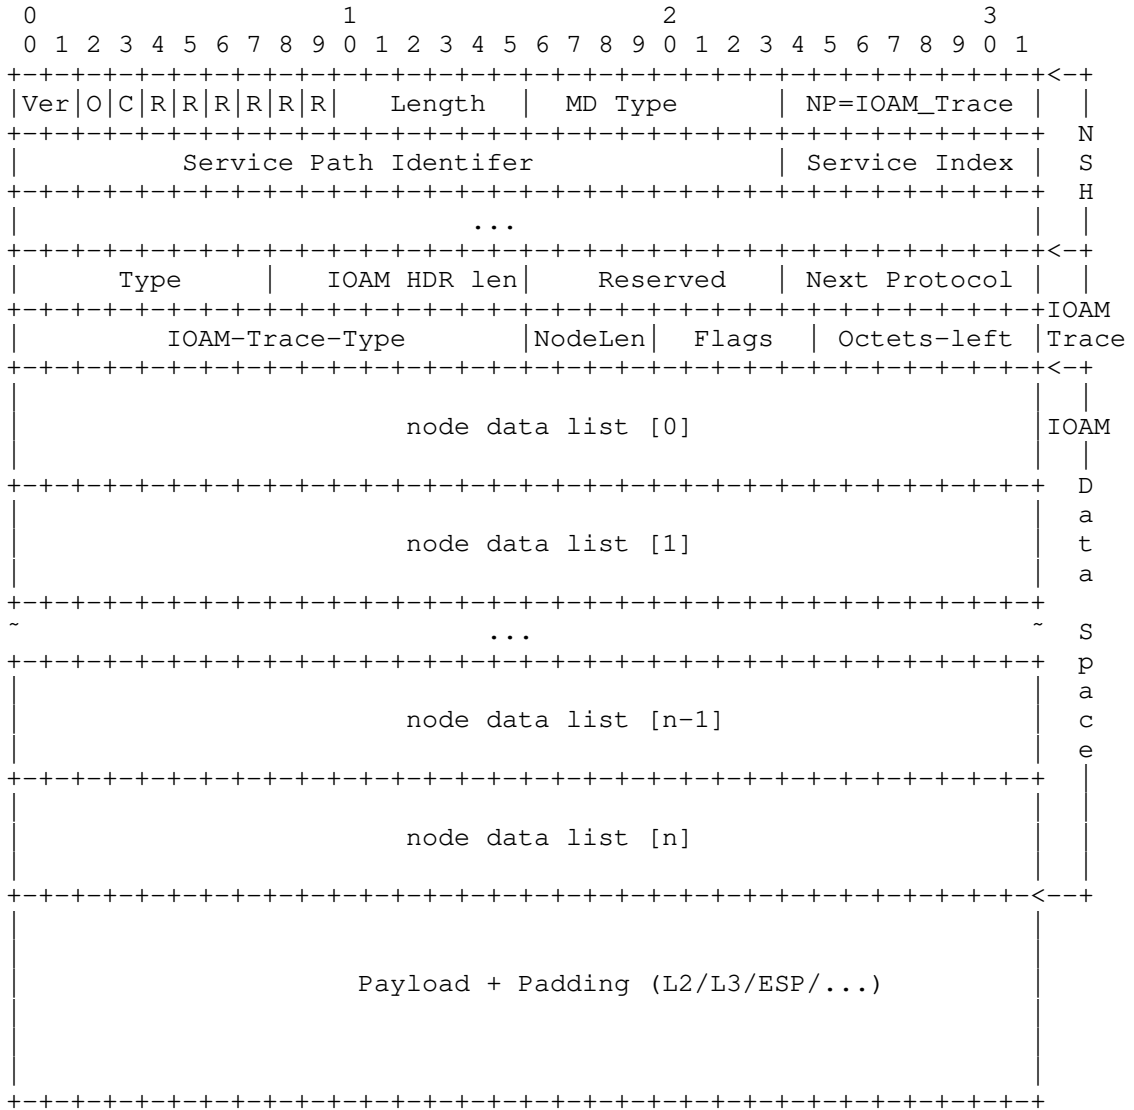 0                   1                   2                   3
 0 1 2 3 4 5 6 7 8 9 0 1 2 3 4 5 6 7 8 9 0 1 2 3 4 5 6 7 8 9 0 1
+-+-+-+-+-+-+-+-+-+-+-+-+-+-+-+-+-+-+-+-+-+-+-+-+-+-+-+-+-+-+-+-+<-+
|Ver|O|C|R|R|R|R|R|R|   Length  |  MD Type      | NP=IOAM_Trace |  |
+-+-+-+-+-+-+-+-+-+-+-+-+-+-+-+-+-+-+-+-+-+-+-+-+-+-+-+-+-+-+-+-+  N
|          Service Path Identifer               | Service Index |  S
+-+-+-+-+-+-+-+-+-+-+-+-+-+-+-+-+-+-+-+-+-+-+-+-+-+-+-+-+-+-+-+-+  H
|                            ...                                |  |
+-+-+-+-+-+-+-+-+-+-+-+-+-+-+-+-+-+-+-+-+-+-+-+-+-+-+-+-+-+-+-+-+<-+
|      Type     |   IOAM HDR len|    Reserved   | Next Protocol |  |
+-+-+-+-+-+-+-+-+-+-+-+-+-+-+-+-+-+-+-+-+-+-+-+-+-+-+-+-+-+-+-+-+IOAM
|         IOAM-Trace-Type       |NodeLen|  Flags  | Octets-left |Trace
+-+-+-+-+-+-+-+-+-+-+-+-+-+-+-+-+-+-+-+-+-+-+-+-+-+-+-+-+-+-+-+-+<-+
|                                                               |  |
|                        node data list [0]                     |IOAM
|                                                               |  |
+-+-+-+-+-+-+-+-+-+-+-+-+-+-+-+-+-+-+-+-+-+-+-+-+-+-+-+-+-+-+-+-+  D
|                                                               |  a
|                        node data list [1]                     |  t
|                                                               |  a
+-+-+-+-+-+-+-+-+-+-+-+-+-+-+-+-+-+-+-+-+-+-+-+-+-+-+-+-+-+-+-+-+
~                             ...                               ~  S
+-+-+-+-+-+-+-+-+-+-+-+-+-+-+-+-+-+-+-+-+-+-+-+-+-+-+-+-+-+-+-+-+  p
|                                                               |  a
|                        node data list [n-1]                   |  c
|                                                               |  e
+-+-+-+-+-+-+-+-+-+-+-+-+-+-+-+-+-+-+-+-+-+-+-+-+-+-+-+-+-+-+-+-+  |
|                                                               |  |
|                        node data list [n]                     |  |
|                                                               |  |
+-+-+-+-+-+-+-+-+-+-+-+-+-+-+-+-+-+-+-+-+-+-+-+-+-+-+-+-+-+-+-+-<--+
|                                                               |
|                                                               |
|                     Payload + Padding (L2/L3/ESP/...)         |
|                                                               |
|                                                               |
|                                                               |
+-+-+-+-+-+-+-+-+-+-+-+-+-+-+-+-+-+-+-+-+-+-+-+-+-+-+-+-+-+-+-+-+